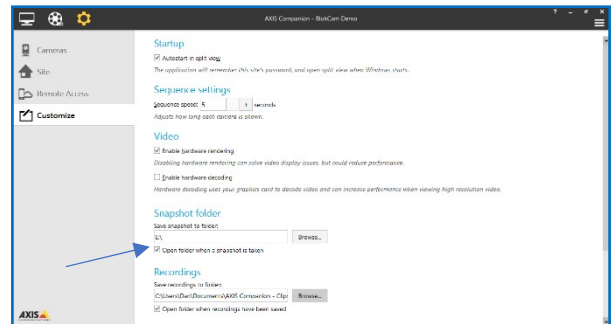 AXIS Companion - BlokCam Demo
?
Cameras
Site
Remote Access
Customize
Startup
Autostart in split view
The application will remember this site's password, and open split view when Windows starts.
Sequence settings
Sequence speed: 5 seconds
Adjusts how long each camera is shown.
Video
Enable hardware rendering
Disabling hardware rendering can solve video display issues, but could reduce performance.
Enable hardware decoding
Hardware decoding uses your graphics card to decode video and can increase performance when viewing high resolution video.
Snapshot folder
Save snapshot to folder:
Browse...
Open folder when a snapshot is taken
Recordings
Save recordings to folder:
C:\Users\Dan\Documents\AXIS Companion - Clip: Browse...
Open folder when recordings have been saved
AXIS